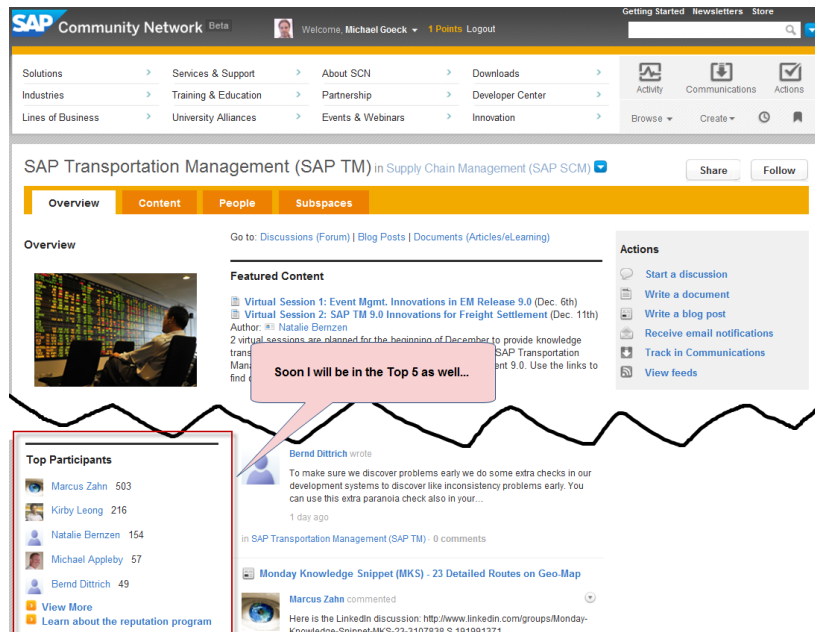 Getting Started Newsletters Store
SAP Community Network Beta
Welcome, Michael Goeck 1 Points Logout
Solutions Services & Support About SCN Downloads
Industries Training & Education Partnership Developer Center
Lines of Business University Alliances Events & Webinars Innovation
Activity Communications Actions
Browse Create
SAP Transportation Management (SAP TM) in Supply Chain Management (SAP SCM)
Share Follow
Overview Content People Subspaces
Overview
Go to: Discussions (Forum) | Blog Posts | Documents (Articles/eLearning)
Featured Content
Virtual Session 1: Event Mgmt. Innovations in EM Release 9.0 (Dec. 6th)
Virtual Session 2: SAP TM 9.0 Innovations for Freight Settlement (Dec. 11th)
Author: Natalie Bernzen
2 virtual sessions are planned for the beginning of December to provide knowledge
SAP Transportation
ent 9.0. Use the links to
find
Soon I will be in the Top 5 as well...
Actions
Start a discussion
Write a document
Write a blog post
Receive email notifications
Track in Communications
View feeds
Top Participants
Marcus Zahn 503
Kirby Leong 216
Natalie Bernzen 154
Michael Appleby 57
Bernd Dittrich 49
View More
Learn about the reputation program
Bernd Dittrich wrote
To make sure we discover problems early we do some extra checks in our
development systems to discover like inconsistency problems early. You
can use this extra paranoia check also in your...
1 day ago
in SAP Transportation Management (SAP TM) · 0 comments
Monday Knowledge Snippet (MKS) - 23 Detailed Routes on Geo-Map
Marcus Zahn commented
Here is the LinkedIn discussion: http://www.linkedin.com/groups/Monday-
Knowledge-Snippet-MKS-23-3107838.S.191991371